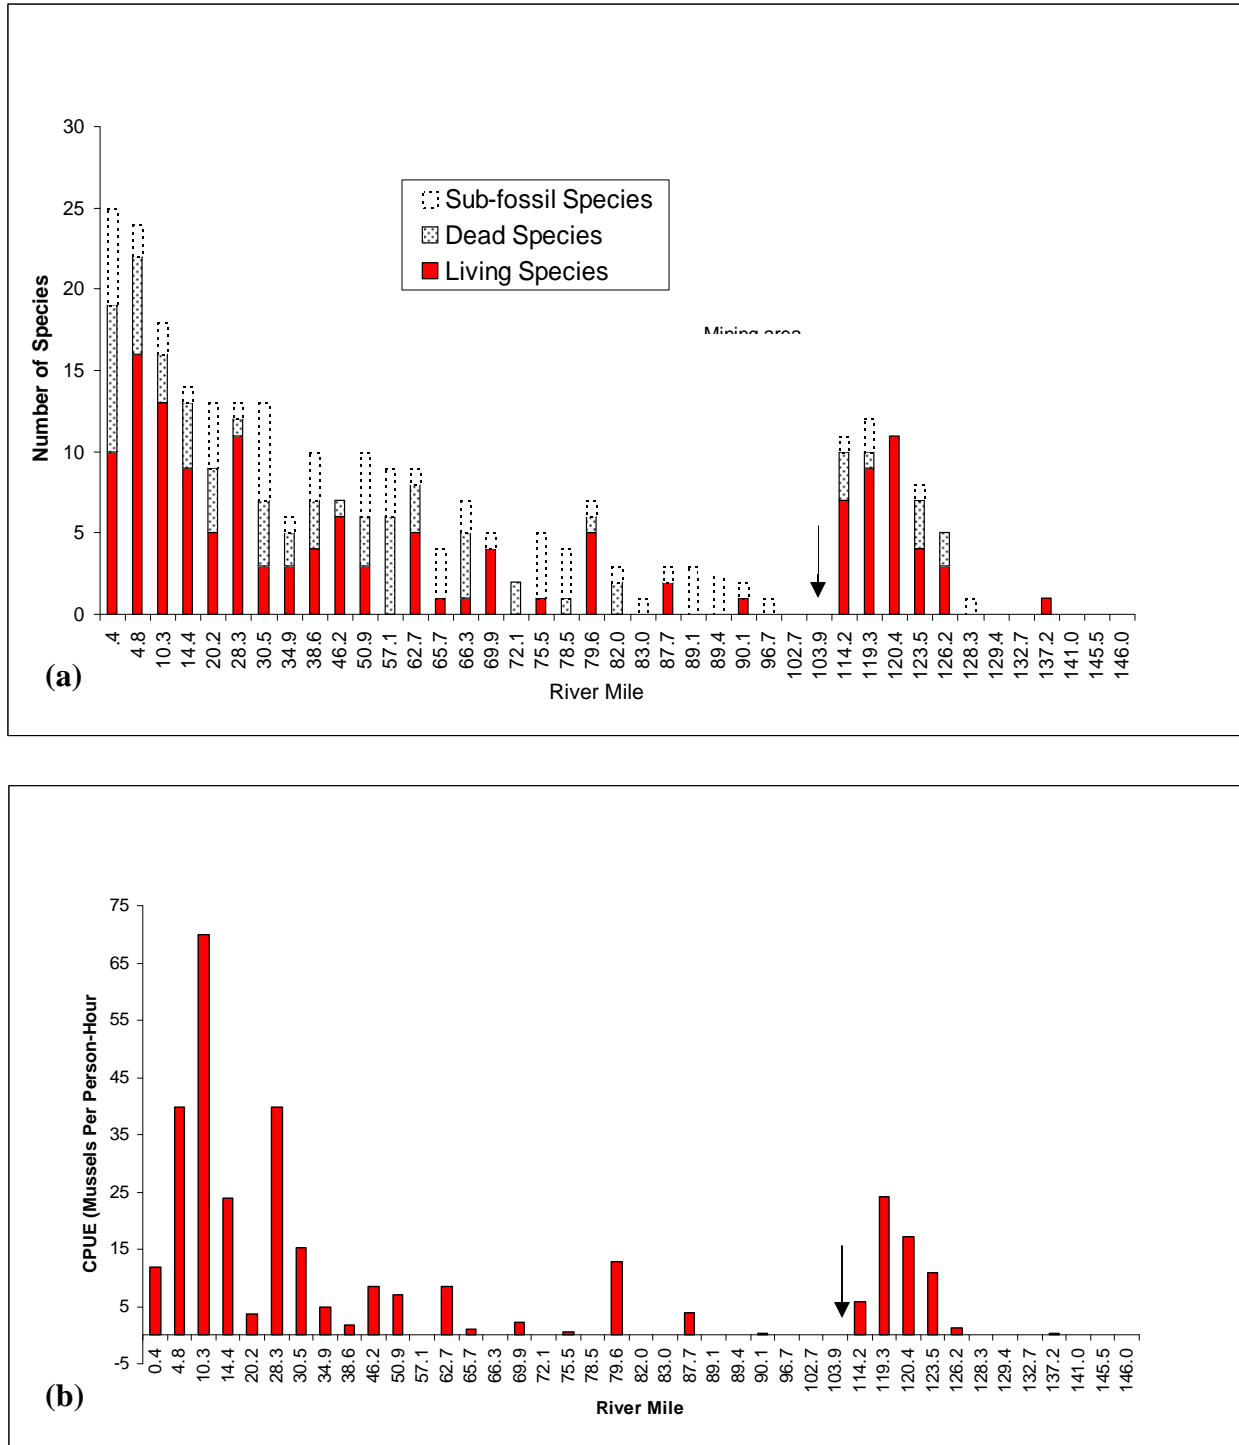 30
25
20
15
10
5
0
Number of Species
Sub-fossil Species
Dead Species
Living Species
Mining area
.4 4.8 10.3 14.4 20.2 28.3 30.5 34.9 38.6 46.2 50.9 57.1 62.7 65.7 66.3 69.9 72.1 75.5 78.5 79.6 82.0 83.0 87.7 89.1 89.4 90.1 96.7 102.7 103.9 114.2 119.3 120.4 123.5 126.2 128.3 129.4 132.7 137.2 141.0 145.5 146.0
(a)
River Mile
75
65
55
45
35
25
15
5
-5
CPUE (Mussels Per Person-Hour
0.4 4.8 10.3 14.4 20.2 28.3 30.5 34.9 38.6 46.2 50.9 57.1 62.7 65.7 66.3 69.9 72.1 75.5 78.5 79.6 82.0 83.0 87.7 89.1 89.4 90.1 96.7 102.7 103.9 114.2 119.3 120.4 123.5 126.2 128.3 129.4 132.7 137.2 141.0 145.5 146.0
(b)
River Mile